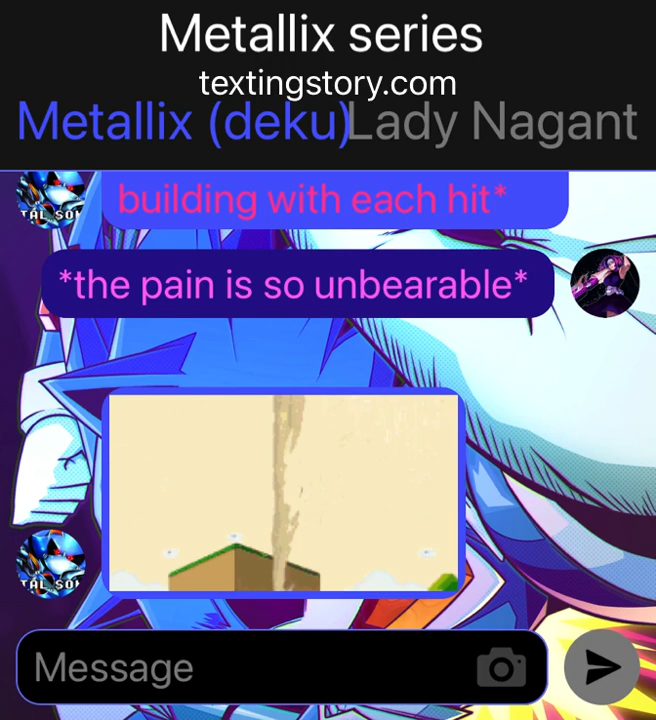 Metallix series
textingstory.com
Metallix (deku)
Lady Nagant
building with each hit*
*the pain is so unbearable*
Message